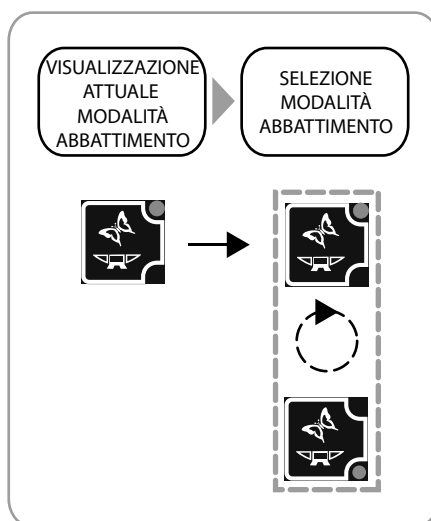 VISUALIZZAZIONE
ATTUALE
MODALITÀ
ABBATTIMENTO
SELEZIONE
MODALITÀ
ABBATTIMENTO